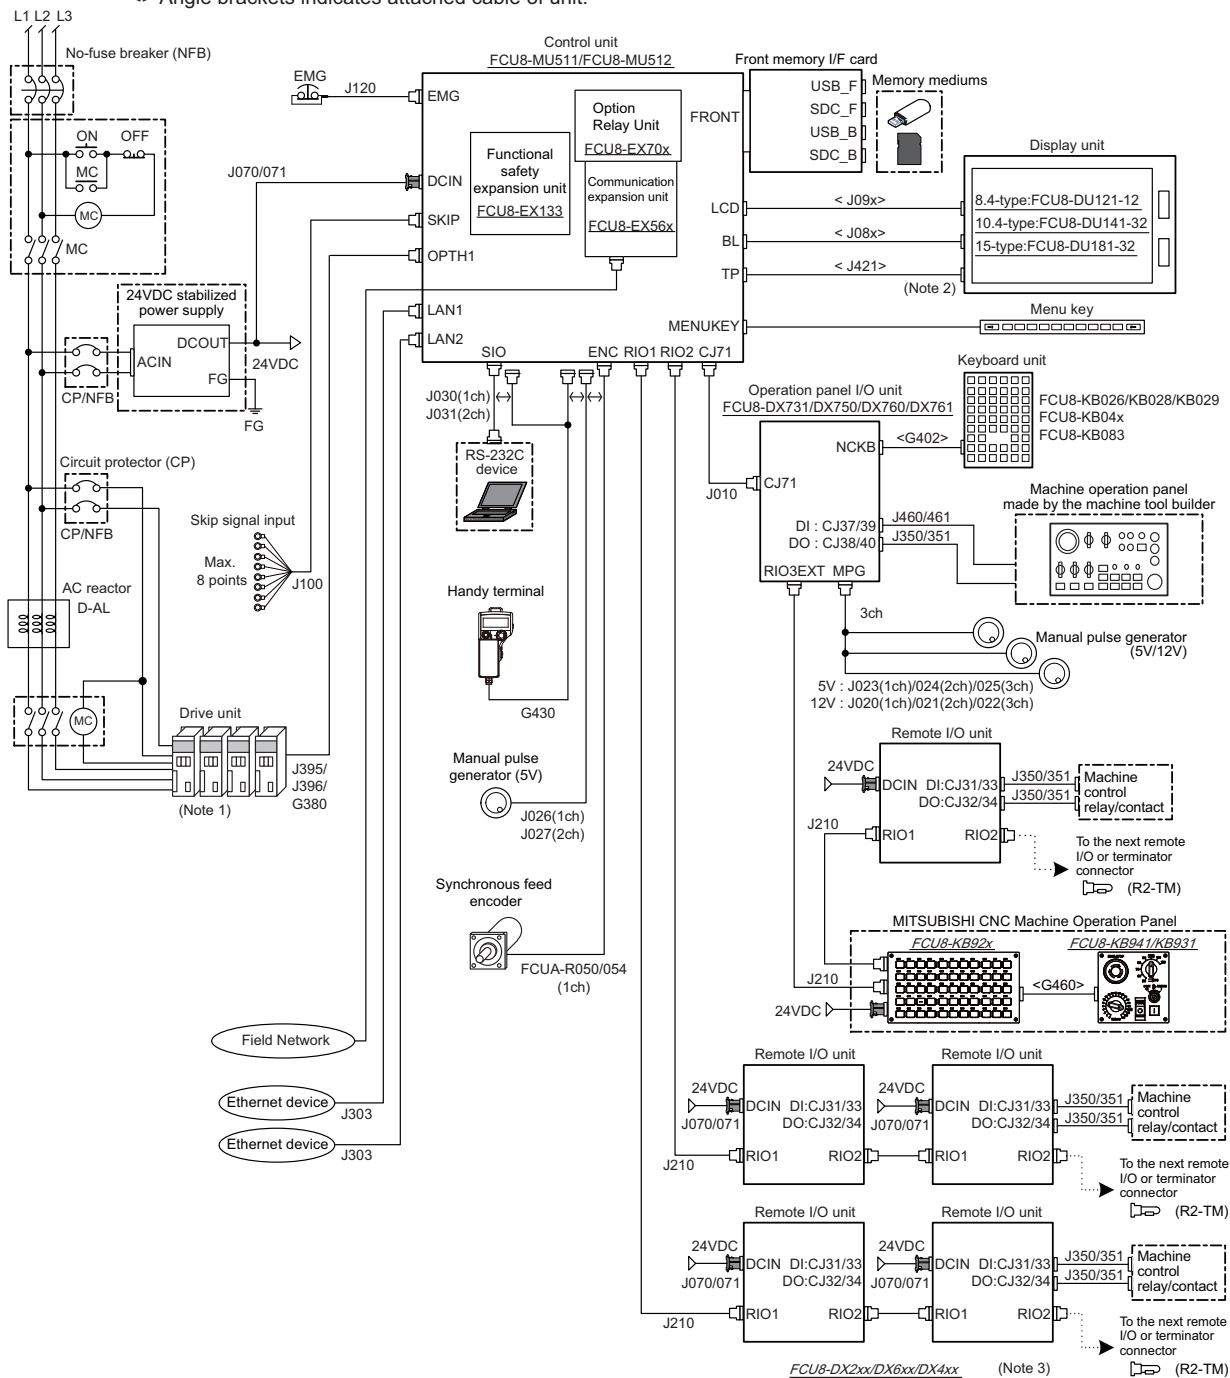 <> Angle brackets indicates attached cable of unit.
L1 L2 L3
No-fuse breaker (NFB)
ON OFF
MC
MC
MC
24VDC stabilized
power supply
DCOUT
ACIN
FG
24VDC
FG
CP/NFB
Circuit protector (CP)
CP/NFB
AC reactor
D-AL
MC
Drive unit
(Note 1)
J395/
J396/
G380
EMG
J120
J070/071
Skip signal input
Max.
8 points
J100
Control unit
FCU8-MU511/FCU8-MU512
EMG
DCIN
SKIP
OPTH1
LAN1
LAN2
Functional
safety
expansion unit
FCU8-EX133
Option
Relay Unit
FCU8-EX70x
Communication
expansion unit
FCU8-EX56x
FRONT
LCD
BL
TP
MENUKEY
SIO
ENC RIO1 RIO2 CJ71
Front memory I/F card
USB_F
SDC_F
USB_B
SDC_B
Memory mediums
Display unit
8.4-type:FCU8-DU121-12
10.4-type:FCU8-DU141-32
15-type:FCU8-DU181-32
< J09x>
< J08x>
< J421>
(Note 2)
Menu key
J030(1ch)
J031(2ch)
RS-232C
device
Handy terminal
G430
Manual pulse
generator (5V)
J026(1ch)
J027(2ch)
Synchronous feed
encoder
FCUA-R050/054
(1ch)
Field Network
Ethernet device
J303
Ethernet device
J303
Operation panel I/O unit
FCU8-DX731/DX750/DX760/DX761
NCKB
CJ71
DI : CJ37/39
DO : CJ38/40
RIO3EXT MPG
J010
<G402>
Keyboard unit
FCU8-KB026/KB028/KB029
FCU8-KB04x
FCU8-KB083
Machine operation panel
made by the machine tool builder
J460/461
J350/351
3ch
Manual pulse generator
(5V/12V)
5V : J023(1ch)/024(2ch)/025(3ch)
12V : J020(1ch)/021(2ch)/022(3ch)
Remote I/O unit
24VDC
DCIN DI:CJ31/33
DO:CJ32/34
RIO1 RIO2
J350/351
J350/351
Machine
control
relay/contact
J210
To the next remote
I/O or terminator
connector
(R2-TM)
MITSUBISHI CNC Machine Operation Panel
FCU8-KB92x
FCU8-KB941/KB931
J210
<G460>
24VDC
Remote I/O unit
Remote I/O unit
24VDC
J070/071
DCIN DI:CJ31/33
DO:CJ32/34
RIO1 RIO2
24VDC
J070/071
DCIN DI:CJ31/33
DO:CJ32/34
RIO1 RIO2
J350/351
J350/351
Machine
control
relay/contact
J210
To the next remote
I/O or terminator
connector
(R2-TM)
Remote I/O unit
Remote I/O unit
24VDC
J070/071
DCIN DI:CJ31/33
DO:CJ32/34
RIO1 RIO2
24VDC
J070/071
DCIN DI:CJ31/33
DO:CJ32/34
RIO1 RIO2
J350/351
J350/351
Machine
control
relay/contact
J210
To the next remote
I/O or terminator
connector
(R2-TM)
FCU8-DX2xx/DX6xx/DX4xx
(Note 3)